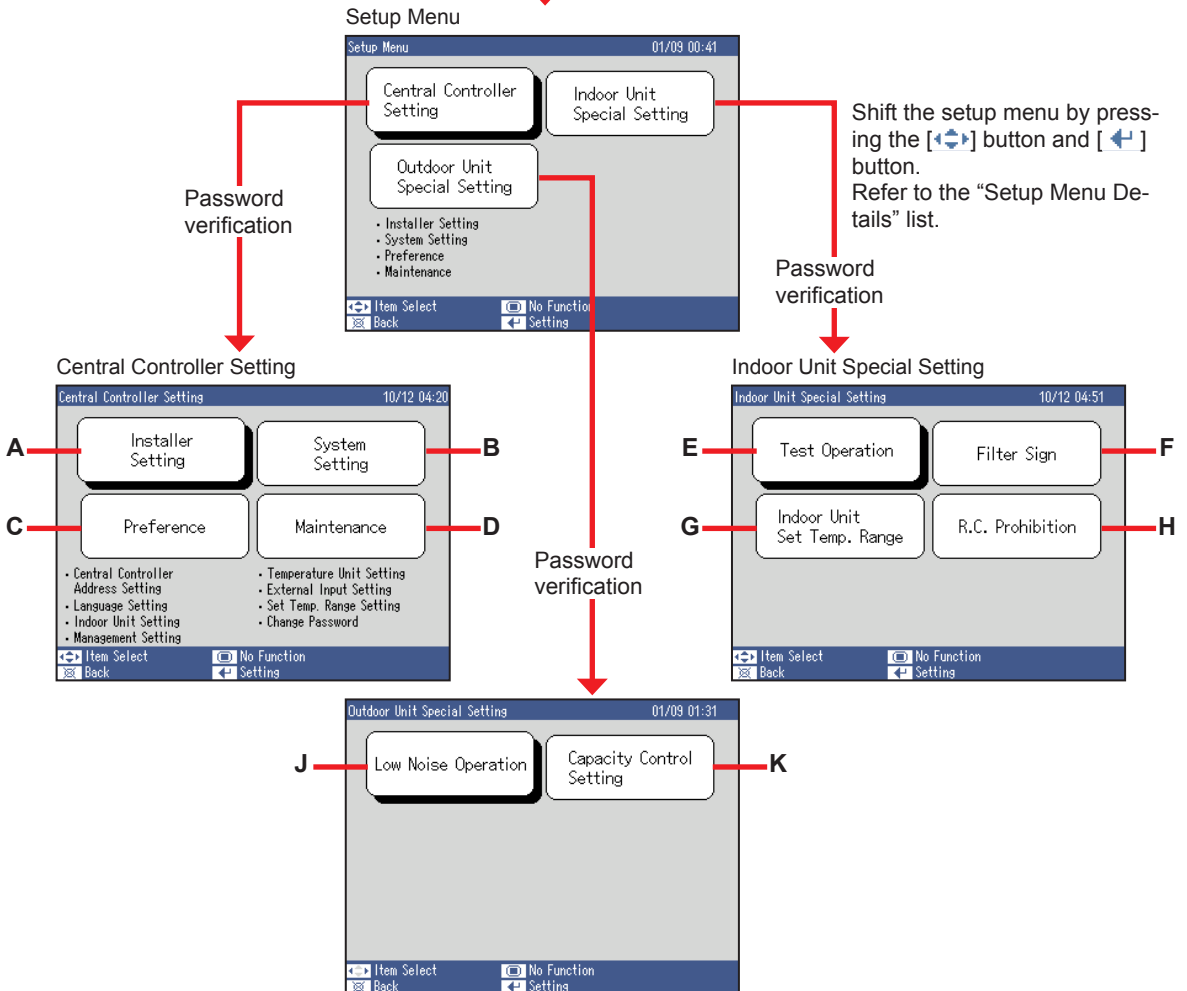 Setup Menu
Setup Menu 01/09 00:41
Central Controller
Setting
Indoor Unit
Special Setting
Outdoor Unit
Special Setting
• Installer Setting
• System Setting
• Preference
• Maintenance
Item Select No Function
Back Setting
Shift the setup menu by press-
ing the [ ] button and [ ]
button.
Refer to the “Setup Menu De-
tails” list.
Password
verification
Password
verification
Central Controller Setting
Central Controller Setting 10/12 04:20
A
Installer
Setting
System
Setting
B
C
Preference
Maintenance
D
• Central Controller
Address Setting
• Language Setting
• Indoor Unit Setting
• Management Setting
• Temperature Unit Setting
• External Input Setting
• Set Temp. Range Setting
• Change Password
Item Select No Function
Back Setting
Password
verification
Indoor Unit Special Setting
Indoor Unit Special Setting 10/12 04:51
E
Test Operation
Filter Sign
F
G
Indoor Unit
Set Temp. Range
R.C. Prohibition
H
Item Select No Function
Back Setting
Outdoor Unit Special Setting 01/09 01:31
J
Low Noise Operation
Capacity Control
Setting
K
Item Select No Function
Back Setting